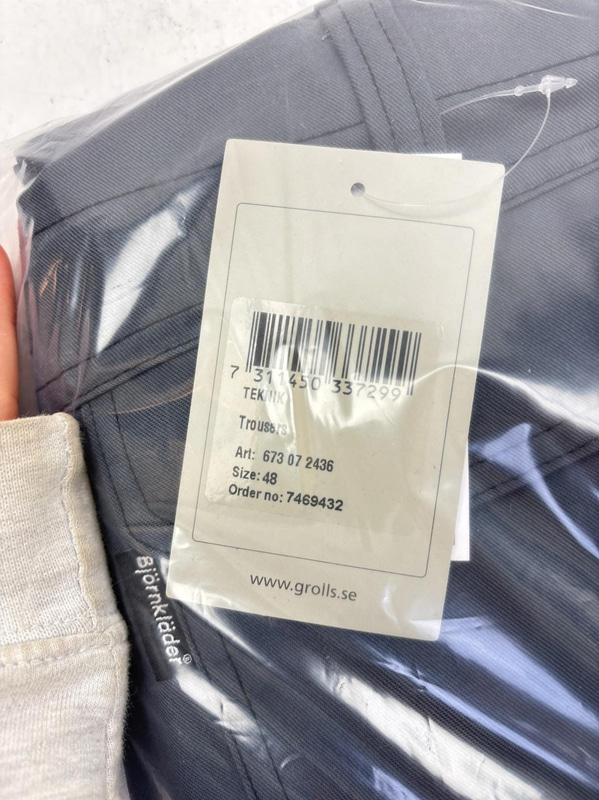 7 311450 337299
TEKNIK
Trousers
Art: 673 07 2436
Size: 48
Order no: 7469432
www.grolls.se
Björnkläder®